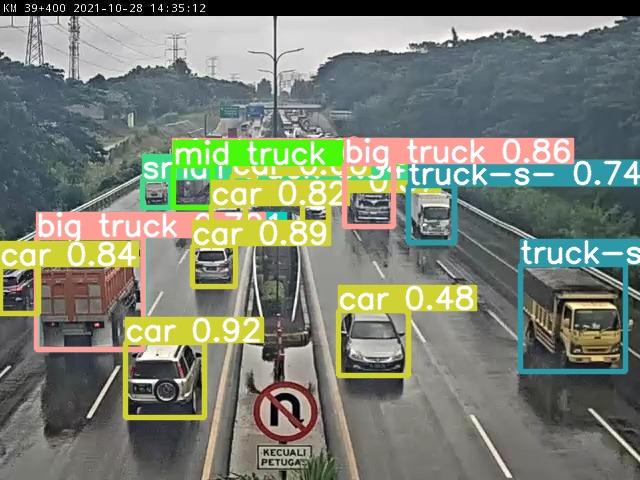 KM 39+400 2021-10-28 14:35:12
mid truck
big truck 0.86
truck-s- 0.74
car 0.82
big truck
car 0.89
car 0.84
truck-s
car 0.48
car 0.92
KECUALI
PETUGAS